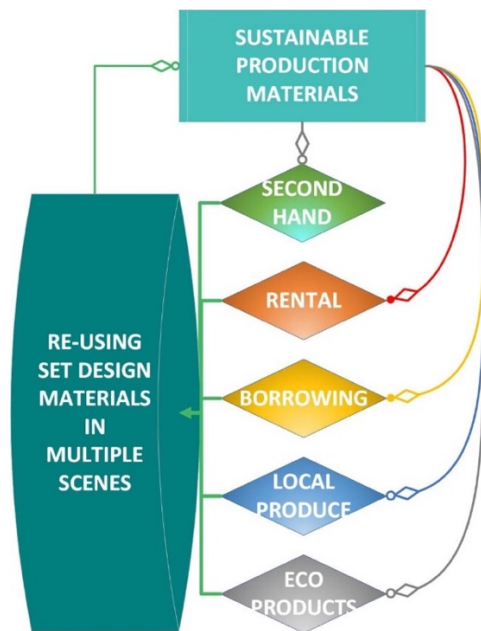 SUSTAINABLE
PRODUCTION
MATERIALS
SECOND
HAND
RENTAL
BORROWING
LOCAL
PRODUCE
ECO
PRODUCTS
RE-USING
SET DESIGN
MATERIALS
IN
MULTIPLE
SCENES